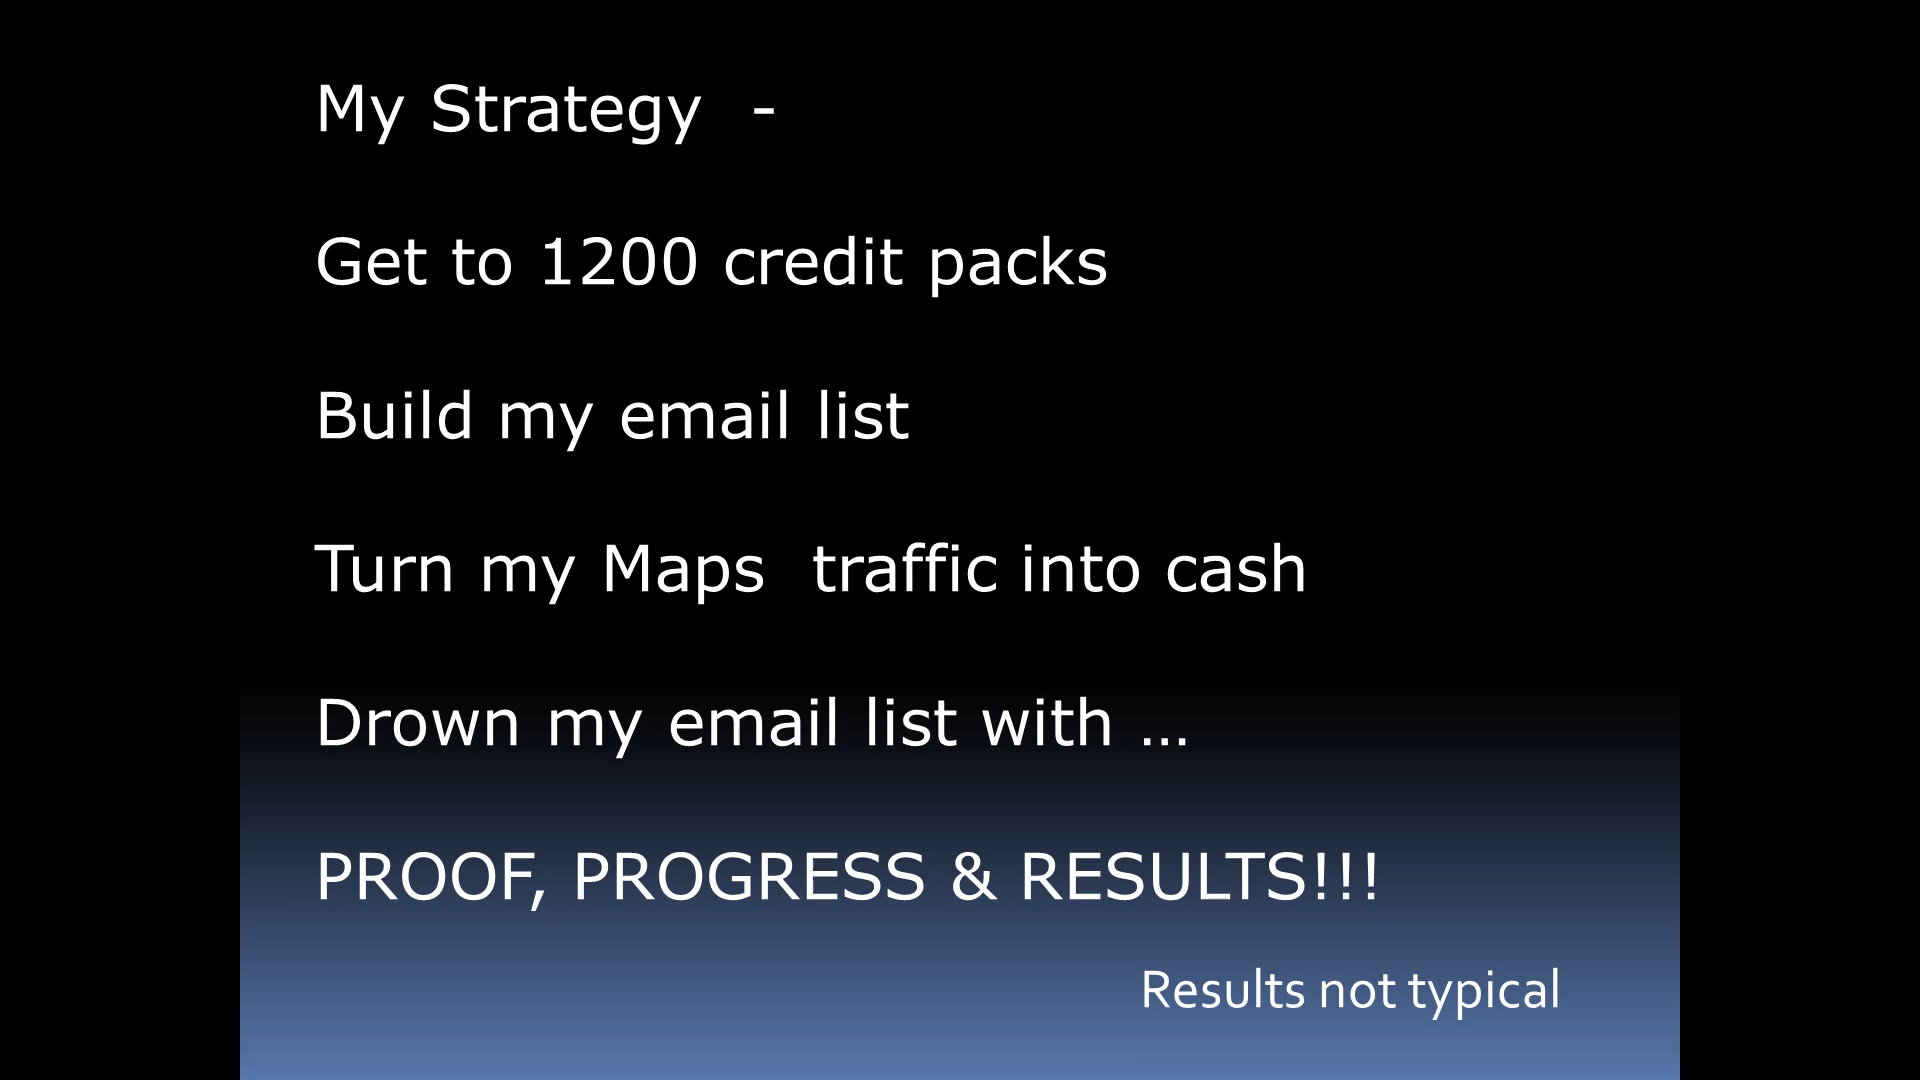 My Strategy  -
Get to 1200 credit packs
Build my email list
Turn my Maps  traffic into cash
Drown my email list with …
PROOF, PROGRESS & RESULTS!!!
Results not typical